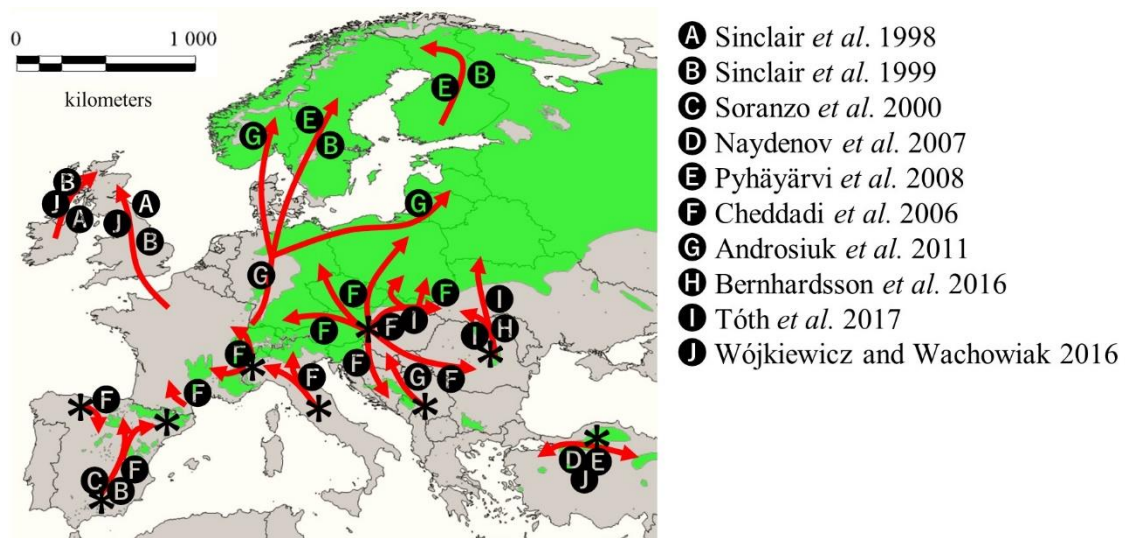 0 1 000
kilometers
B
E
E
G
B
B
J
A
A
J
G
B
G
F
F
I
I
F
F
H
I
F
F
F
G
F
F
F
D E
J
F
C
B
A Sinclair et al. 1998
B Sinclair et al. 1999
C Soranzo et al. 2000
D Naydenov et al. 2007
E Pyhäyärvi et al. 2008
F Cheddadi et al. 2006
G Androsiuk et al. 2011
H Bernhardsson et al. 2016
I Tóth et al. 2017
J Wójkiewicz and Wachowiak 2016